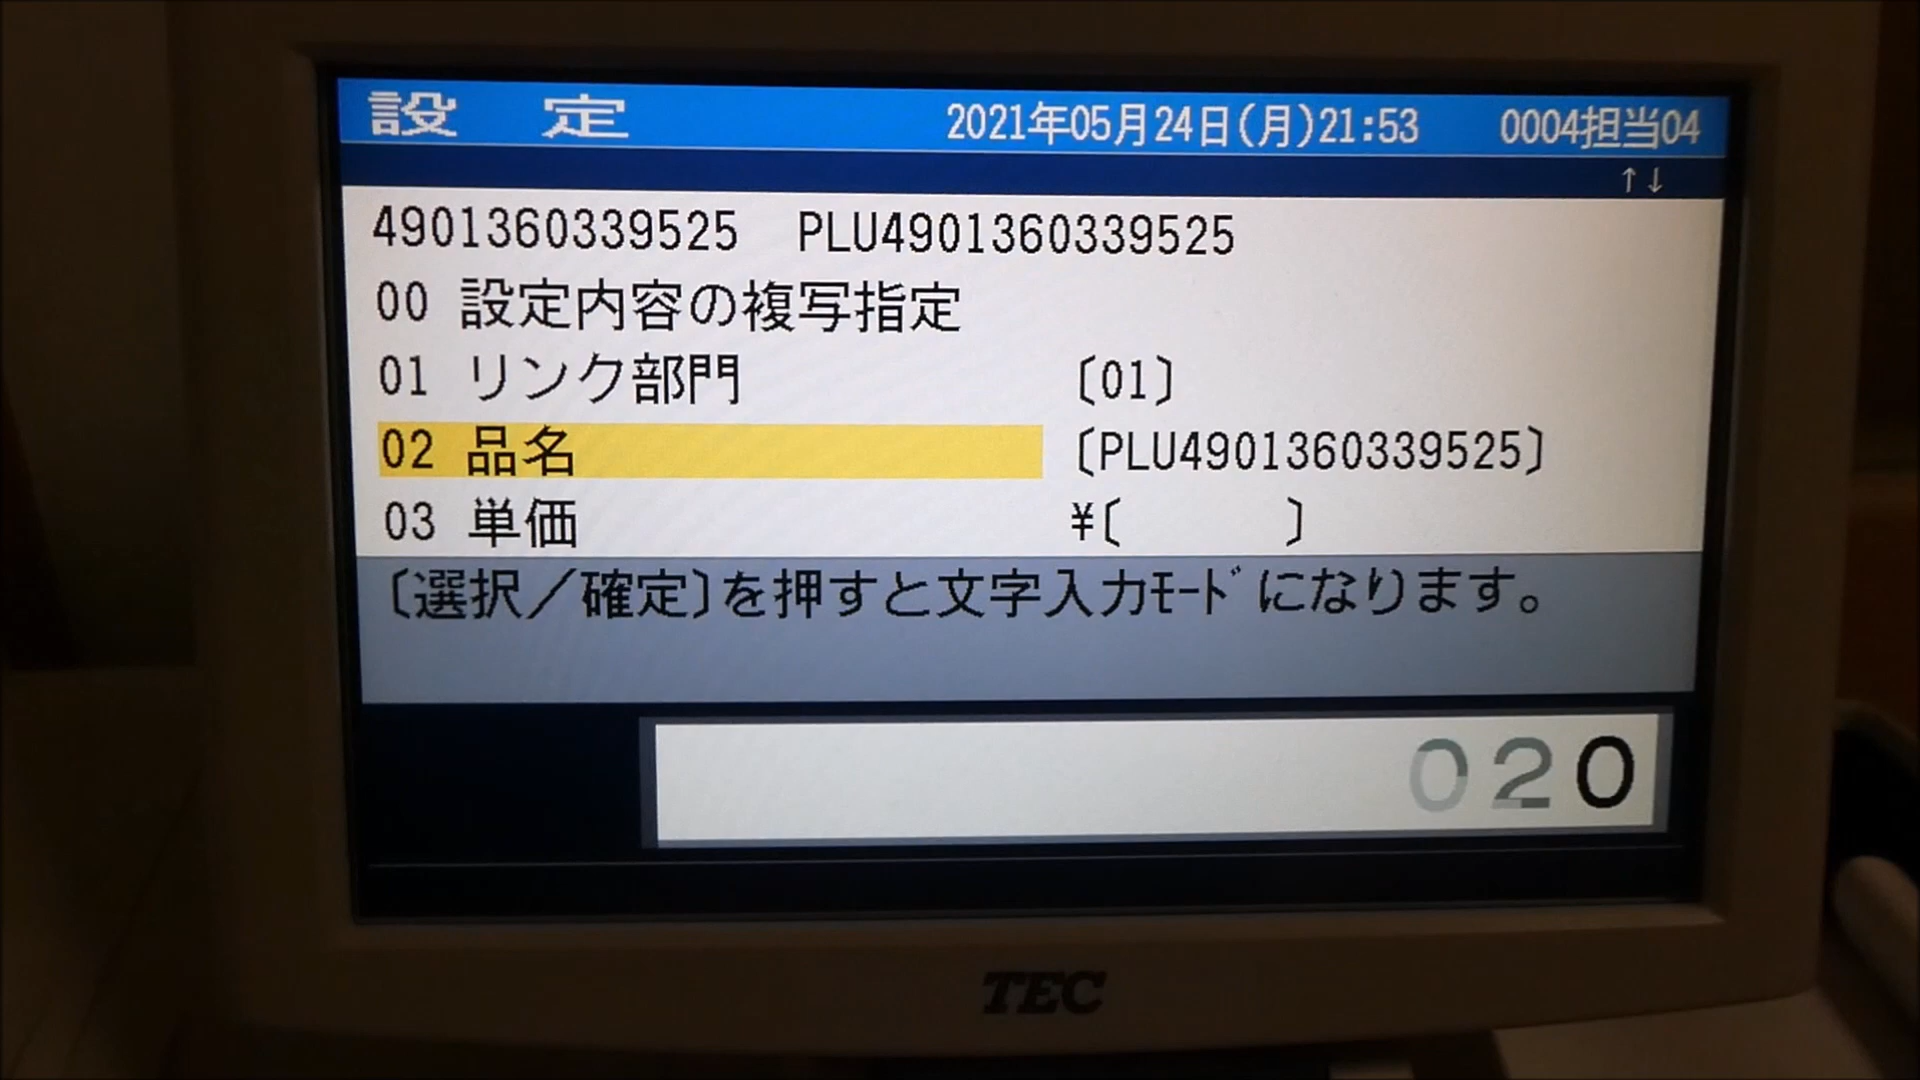 設 定 2021年05月24日(月)21:53 0004担当04
↑↓
4901360339525 PLU4901360339525
00 設定内容の複写指定
01 リンク部門 〔01〕
02 品名 〔PLU4901360339525〕
03 単価 ¥〔 〕
〔選択／確定〕を押すと文字入力ﾓｰﾄﾞになります。
020
TEC